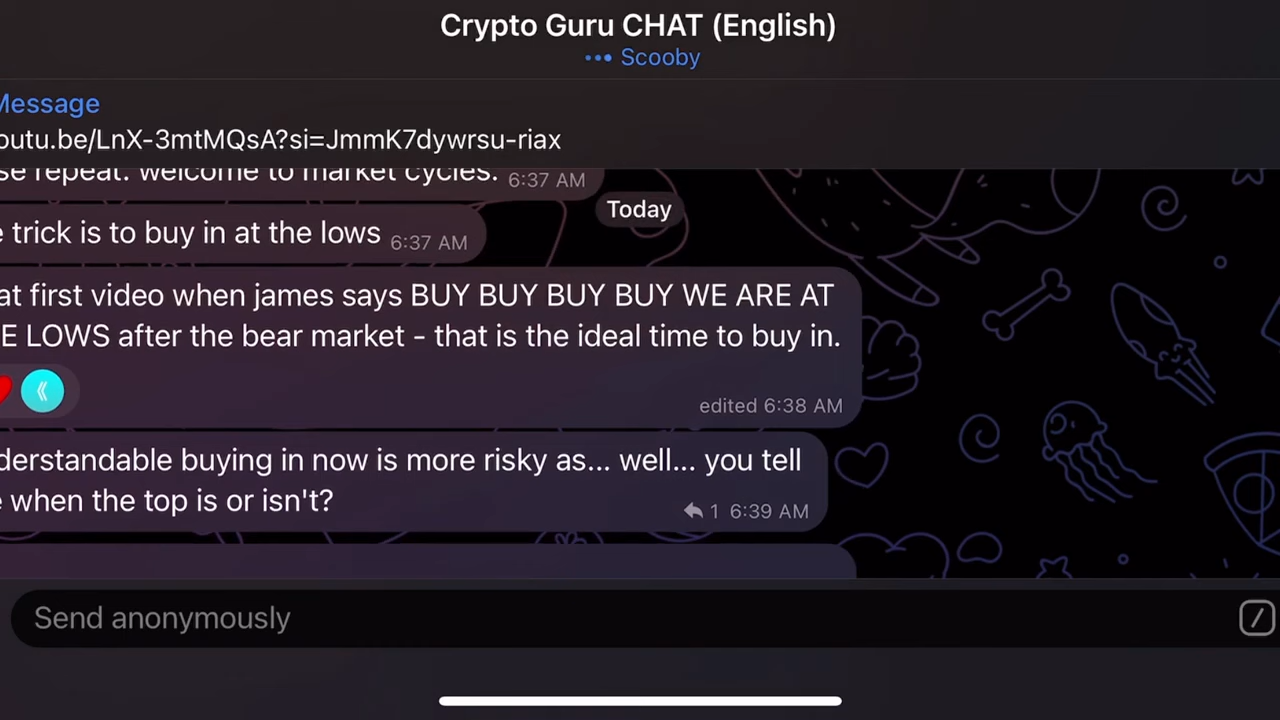 Crypto Guru CHAT (English)
Scooby
Message
outu.be/LnX-3mtMQsA?si=JmmK7dywrsu-riax
se repeat. welcome to market cycles. 6:37 AM
Today
e trick is to buy in at the lows 6:37 AM
at first video when james says BUY BUY BUY BUY WE ARE AT
E LOWS after the bear market - that is the ideal time to buy in.
edited 6:38 AM
derstandable buying in now is more risky as... well... you tell
e when the top is or isn't?
1 6:39 AM
Send anonymously